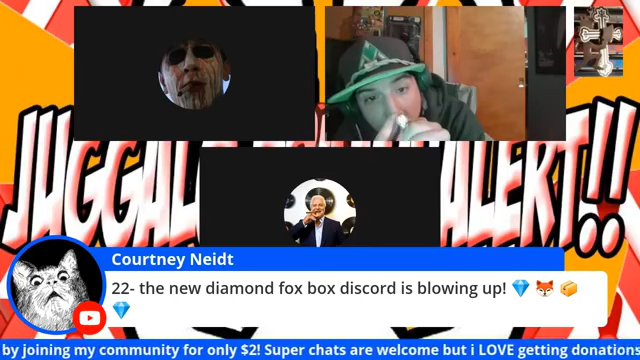 JUGGAL ALERT!!
Courtney Neidt
22- the new diamond fox box discord is blowing up! 💎 🦊 📦
💎
by joining my community for only $2! Super chats are welcome but i LOVE getting donations